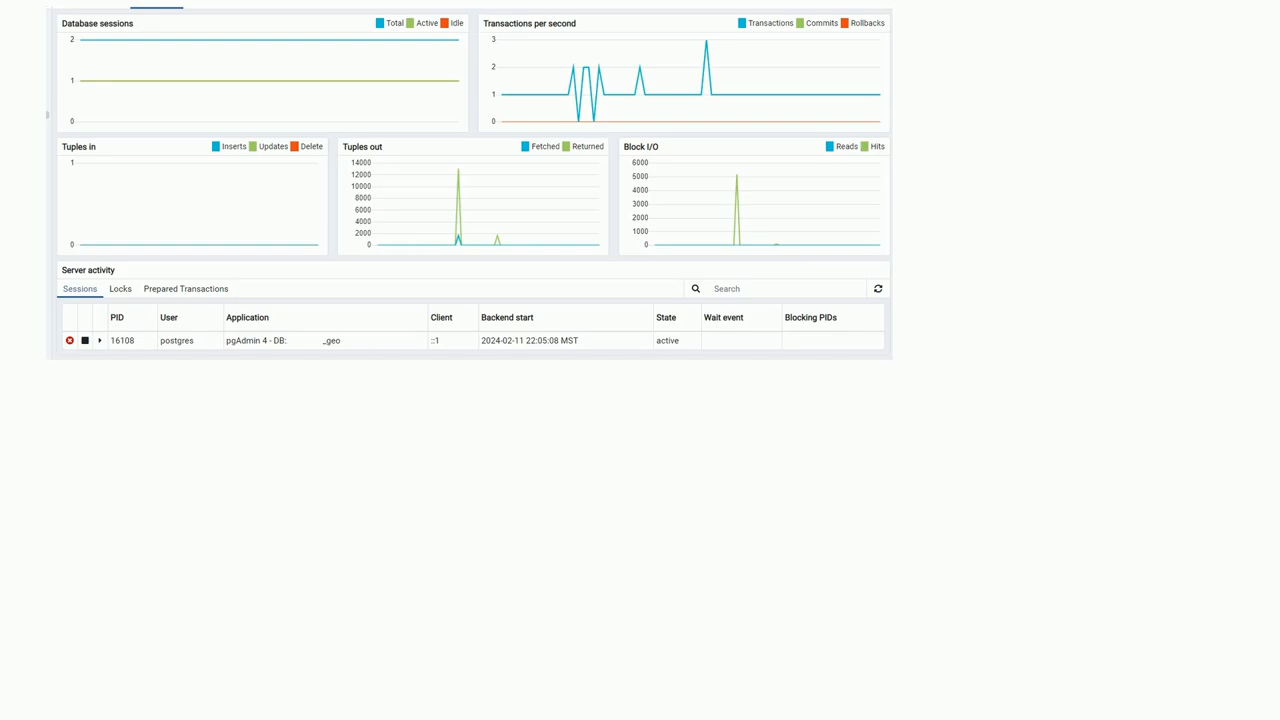 Database sessions Total Active Idle
2
1
0
Transactions per second Transactions Commits Rollbacks
3
2
1
0
Tuples in Inserts Updates Delete
1
0
Tuples out Fetched Returned
14000
12000
10000
8000
6000
4000
2000
0
Block I/O Reads Hits
6000
5000
4000
3000
2000
1000
0
Server activity
Sessions Locks Prepared Transactions Search
PID User Application Client Backend start State Wait event Blocking PIDs
16108 postgres pgAdmin 4 - DB: _geo ::1 2024-02-11 22:05:08 MST active